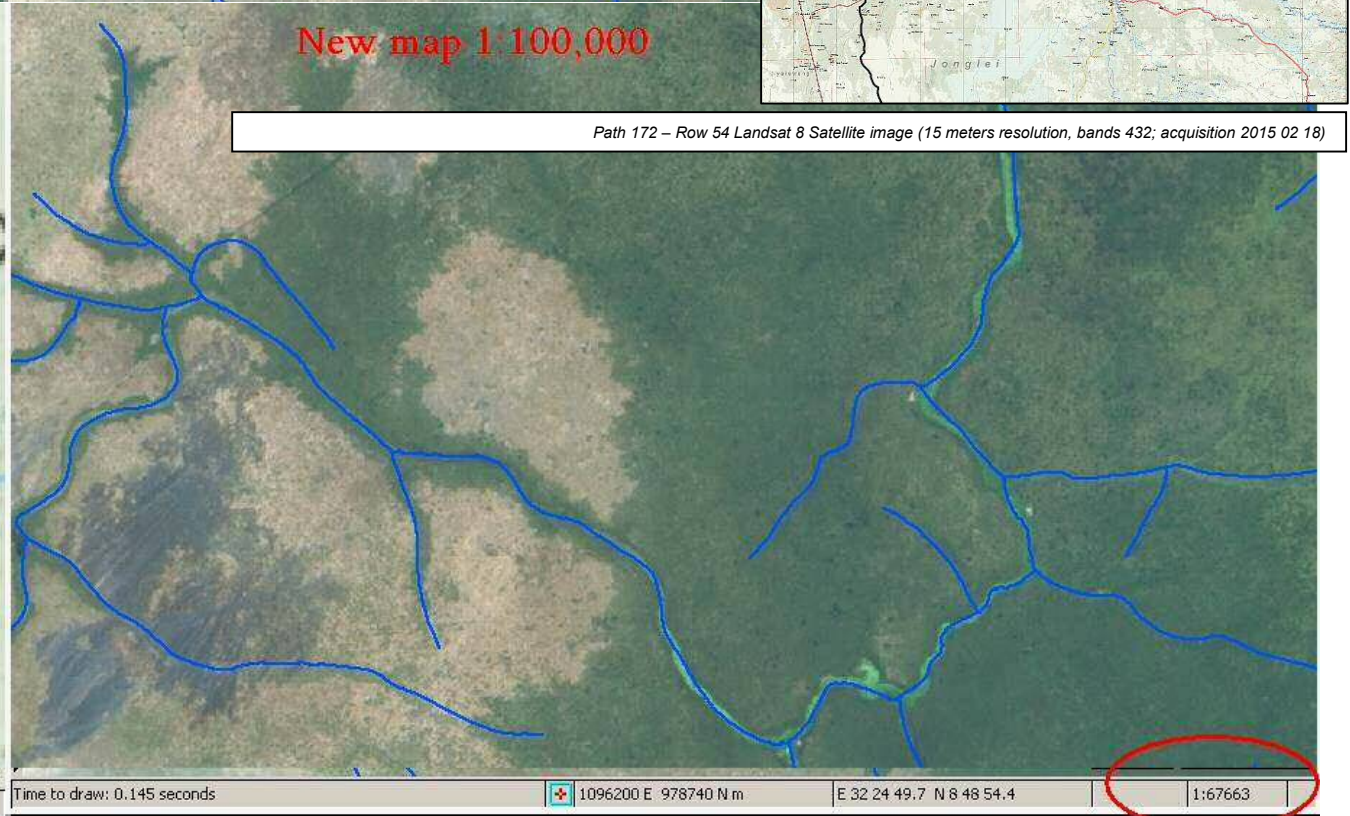 New map 1:100,000
Jonglei
Path 172 – Row 54 Landsat 8 Satellite image (15 meters resolution, bands 432; acquisition 2015 02 18)
Time to draw: 0.145 seconds
1096200 E 978740 N m
E 32 24 49.7 N 8 48 54.4
1:67663